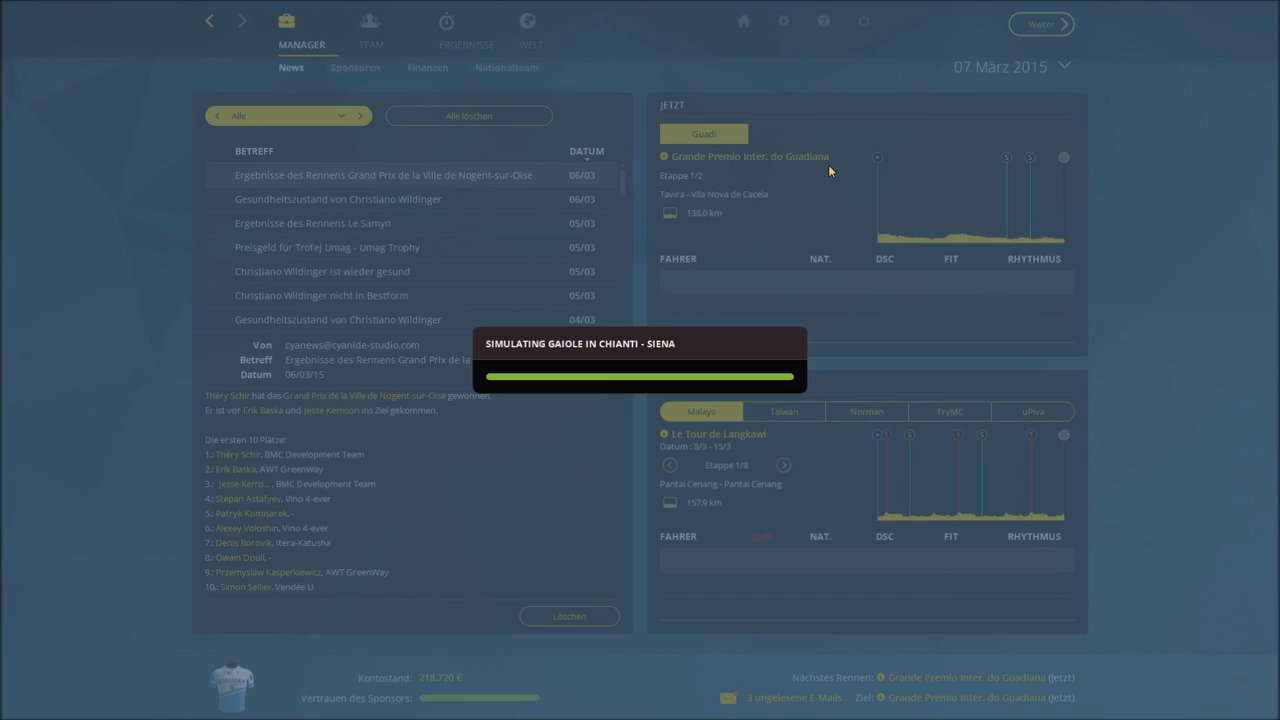 MANAGER
TEAM
ERGEBNISSE
WELT
Weiter
News
Sponsoren
Finanzen
Nationalteam
07 März 2015
Alle
Alle löschen
BETREFF
DATUM
Ergebnisse des Rennens Grand Prix de la Ville de Nogent-sur-Oise 06/03
Gesundheitszustand von Christiano Wildinger 06/03
Ergebnisse des Rennens Le Samyn 05/03
Preisgeld für Trofej Umag - Umag Trophy 05/03
Christiano Wildinger ist wieder gesund 05/03
Christiano Wildinger nicht in Bestform 05/03
Gesundheitszustand von Christiano Wildinger 04/03
Von cyanews@cyanide-studio.com
Betreff Ergebnisse des Rennens Grand Prix de la
Datum 06/03/15
Théry Schir hat das Grand Prix de la Ville de Nogent-sur-Oise gewonnen.
Er ist vor Erik Baska und Jesse Kerrison ins Ziel gekommen.
Die ersten 10 Plätze:
1.: Théry Schir, BMC Development Team
2.: Erik Baska, AWT GreenWay
3.: Jesse Kerris... , BMC Development Team
4.: Stepan Astafyev, Vino 4-ever
5.: Patryk Komisarek, -
6.: Alexey Voloshin, Vino 4-ever
7.: Denis Borovik, Itera-Katusha
8.: Owain Doull, -
9.: Przemyslaw Kasperkiewicz, AWT GreenWay
10.: Simon Sellier, Vendée U
Löschen
JETZT
Guadi
Grande Premio Inter. do Guadiana
Etappe 1/2
Tavira - Vila Nova de Cacela
138.0 km
S S
FAHRER NAT. DSC FIT RHYTHMUS
SIMULATING GAIOLE IN CHIANTI - SIENA
Malays Taiwan Norman TryMC uPiva
Le Tour de Langkawi
Datum : 8/3 - 15/3
Etappe 1/8
Pantai Cenang - Pantai Cenang
157.9 km
FAHRER NAT. DSC FIT RHYTHMUS
Kontostand: 218.720 €
Vertrauen des Sponsors:
Nächstes Rennen: Grande Premio Inter. do Guadiana (Jetzt)
3 ungelesene E-Mails Ziel: Grande Premio Inter. do Guadiana (Jetzt)